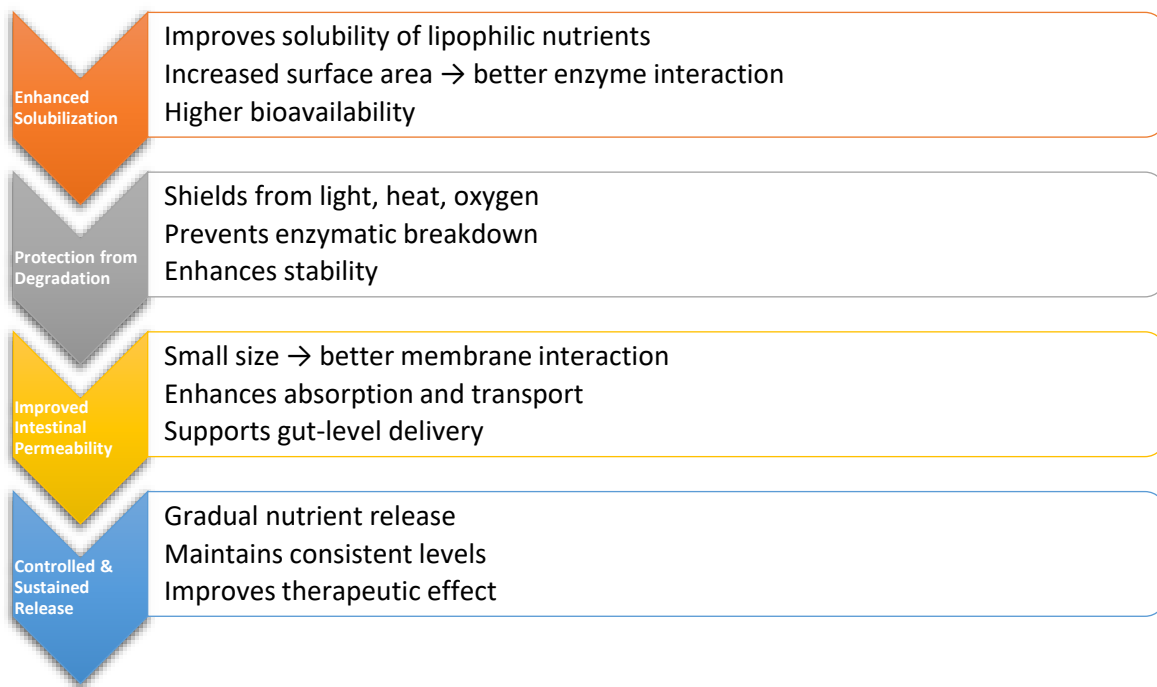 Enhanced
Solubilization
Improves solubility of lipophilic nutrients
Increased surface area → better enzyme interaction
Higher bioavailability
Protection from
Degradation
Shields from light, heat, oxygen
Prevents enzymatic breakdown
Enhances stability
Improved
Intestinal
Permeability
Small size → better membrane interaction
Enhances absorption and transport
Supports gut-level delivery
Controlled &
Sustained
Release
Gradual nutrient release
Maintains consistent levels
Improves therapeutic effect